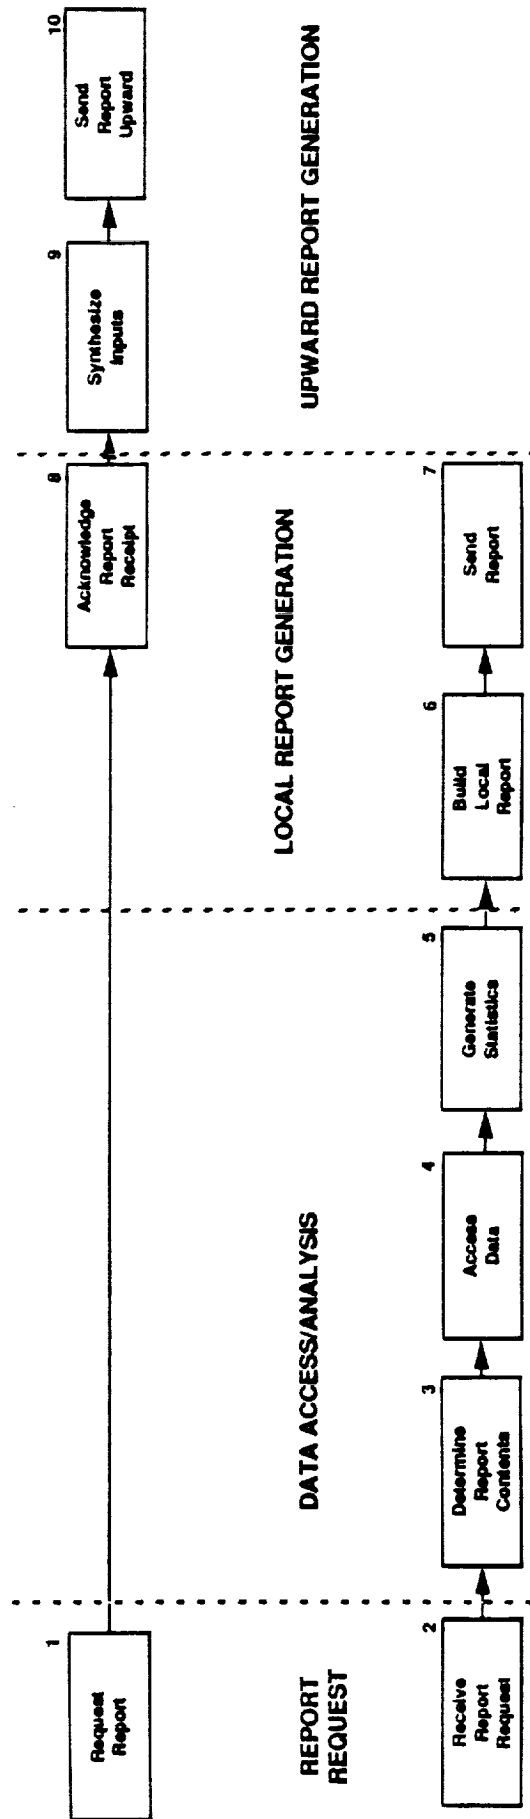 1
Request
Report
8
Acknowledge
Report
Receipt
9
Synthesize
Inputs
10
Send
Report
Upward
REPORT
REQUEST
DATA ACCESS/ANALYSIS
LOCAL REPORT GENERATION
UPWARD REPORT GENERATION
2
Receive
Report
Request
3
Determine
Report
Contents
4
Access
Data
5
Generate
Statistics
6
Build
Local
Report
7
Send
Report